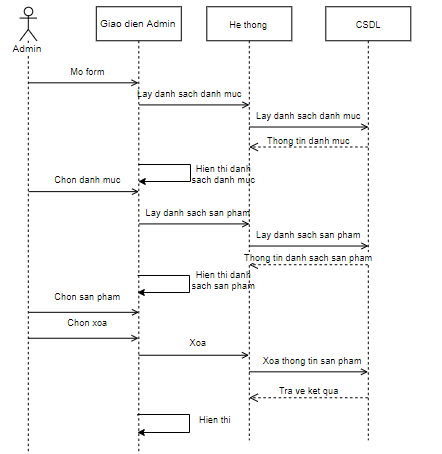 Giao dien Admin
He thong
CSDL
Admin
Mo form
Lay danh sach danh muc
Lay danh sach danh muc
Thong tin danh muc
Hien thi danh
sach danh muc
Chon danh muc
Lay danh sach san pham
Lay danh sach san pham
Thong tin danh sach san pham
Hien thi danh
sach san pham
Chon san pham
Chon xoa
Xoa
Xoa thong tin san pham
Tra ve ket qua
Hien thi